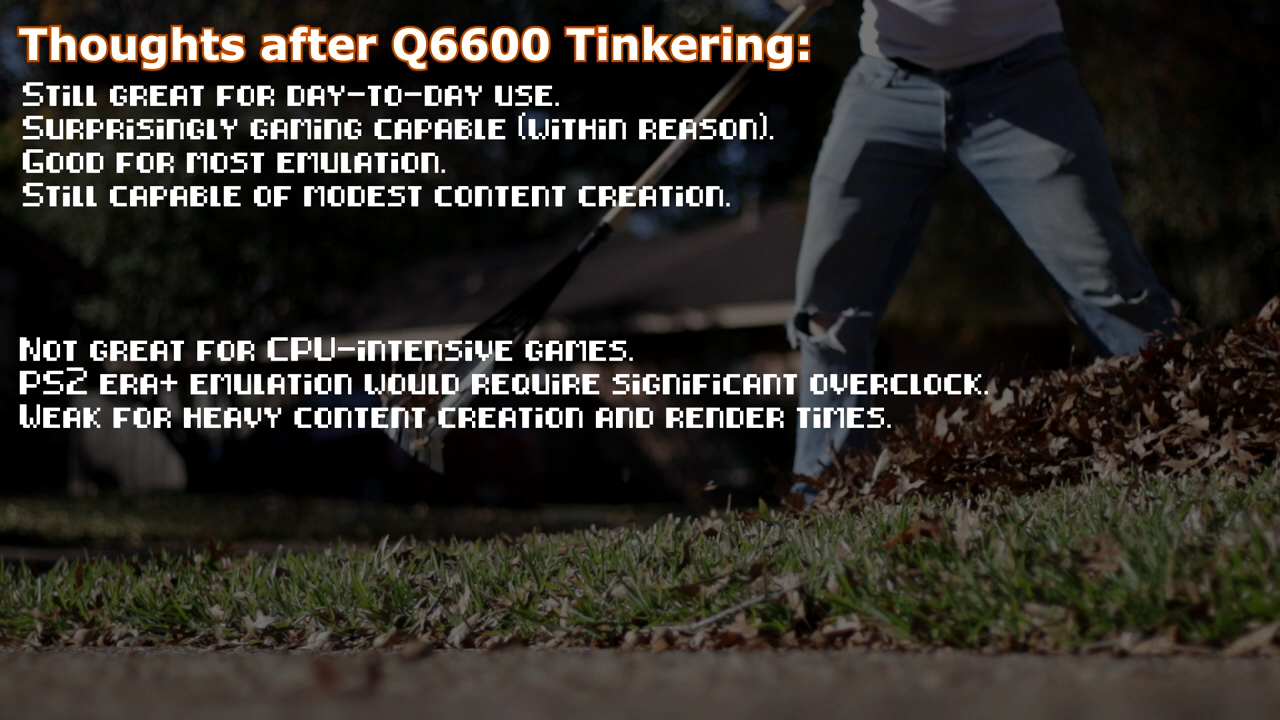 Thoughts after Q6600 Tinkering:
Still great for day-to-day use.
Surprisingly gaming capable (within reason).
Good for most emulation.
Still capable of modest content creation.
Not great for CPU-intensive games.
PS2 era+ emulation would require significant overclock.
Weak for heavy content creation and render times.